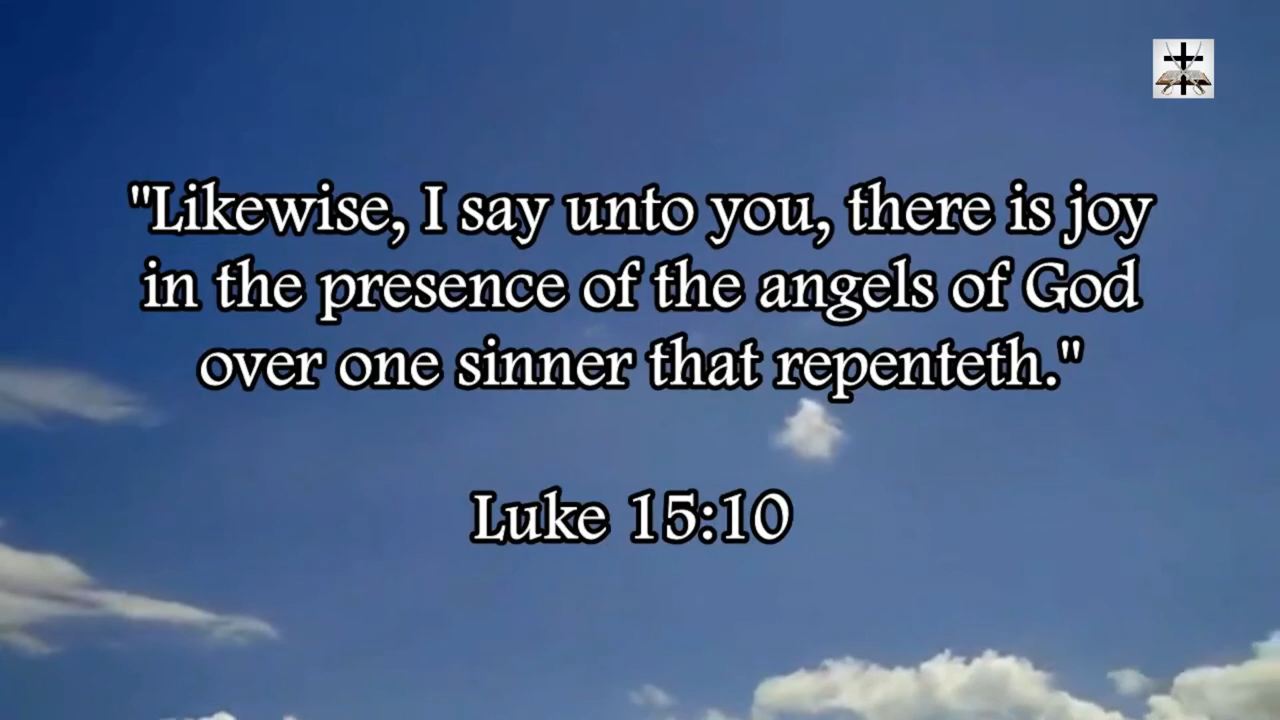 "Likewise, I say unto you, there is joy
in the presence of the angels of God
over one sinner that repenteth."
Luke 15:10